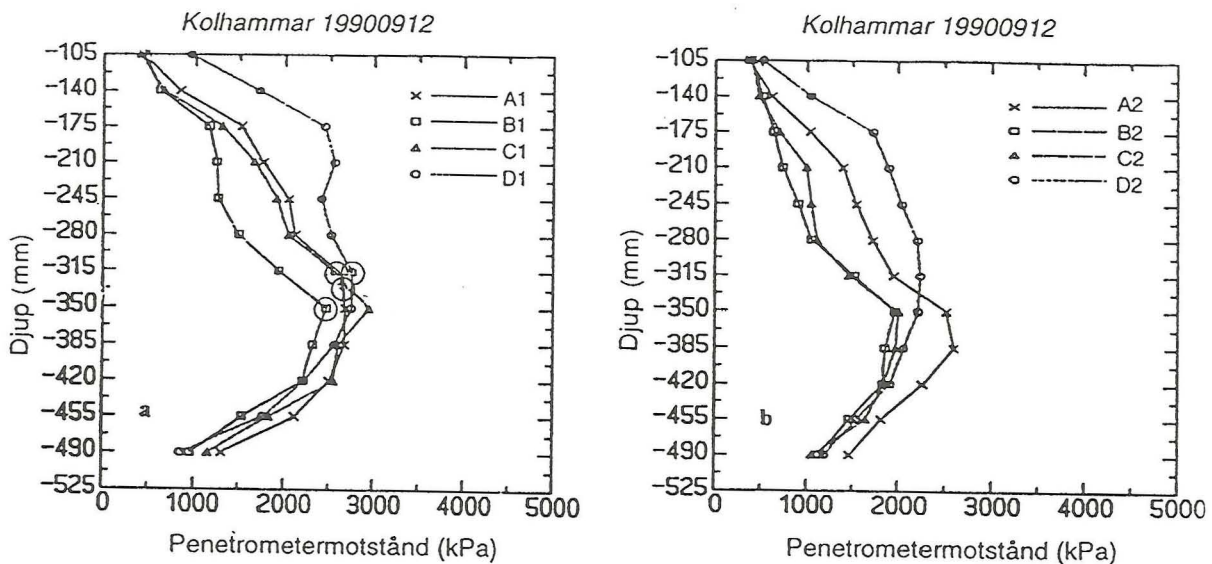 Kolhammar 19900912
-105
-140
-175
-210
-245
-280
-315
-350
-385
-420
-455
-490
-525
Djup (mm)
A1
B1
C1
D1
a
0 1000 2000 3000 4000 5000
Penetrometermotstånd (kPa)
Kolhammar 19900912
-105
-140
-175
-210
-245
-280
-315
-350
-385
-420
-455
-490
-525
Djup (mm)
A2
B2
C2
D2
b
0 1000 2000 3000 4000 5000
Penetrometermotstånd (kPa)